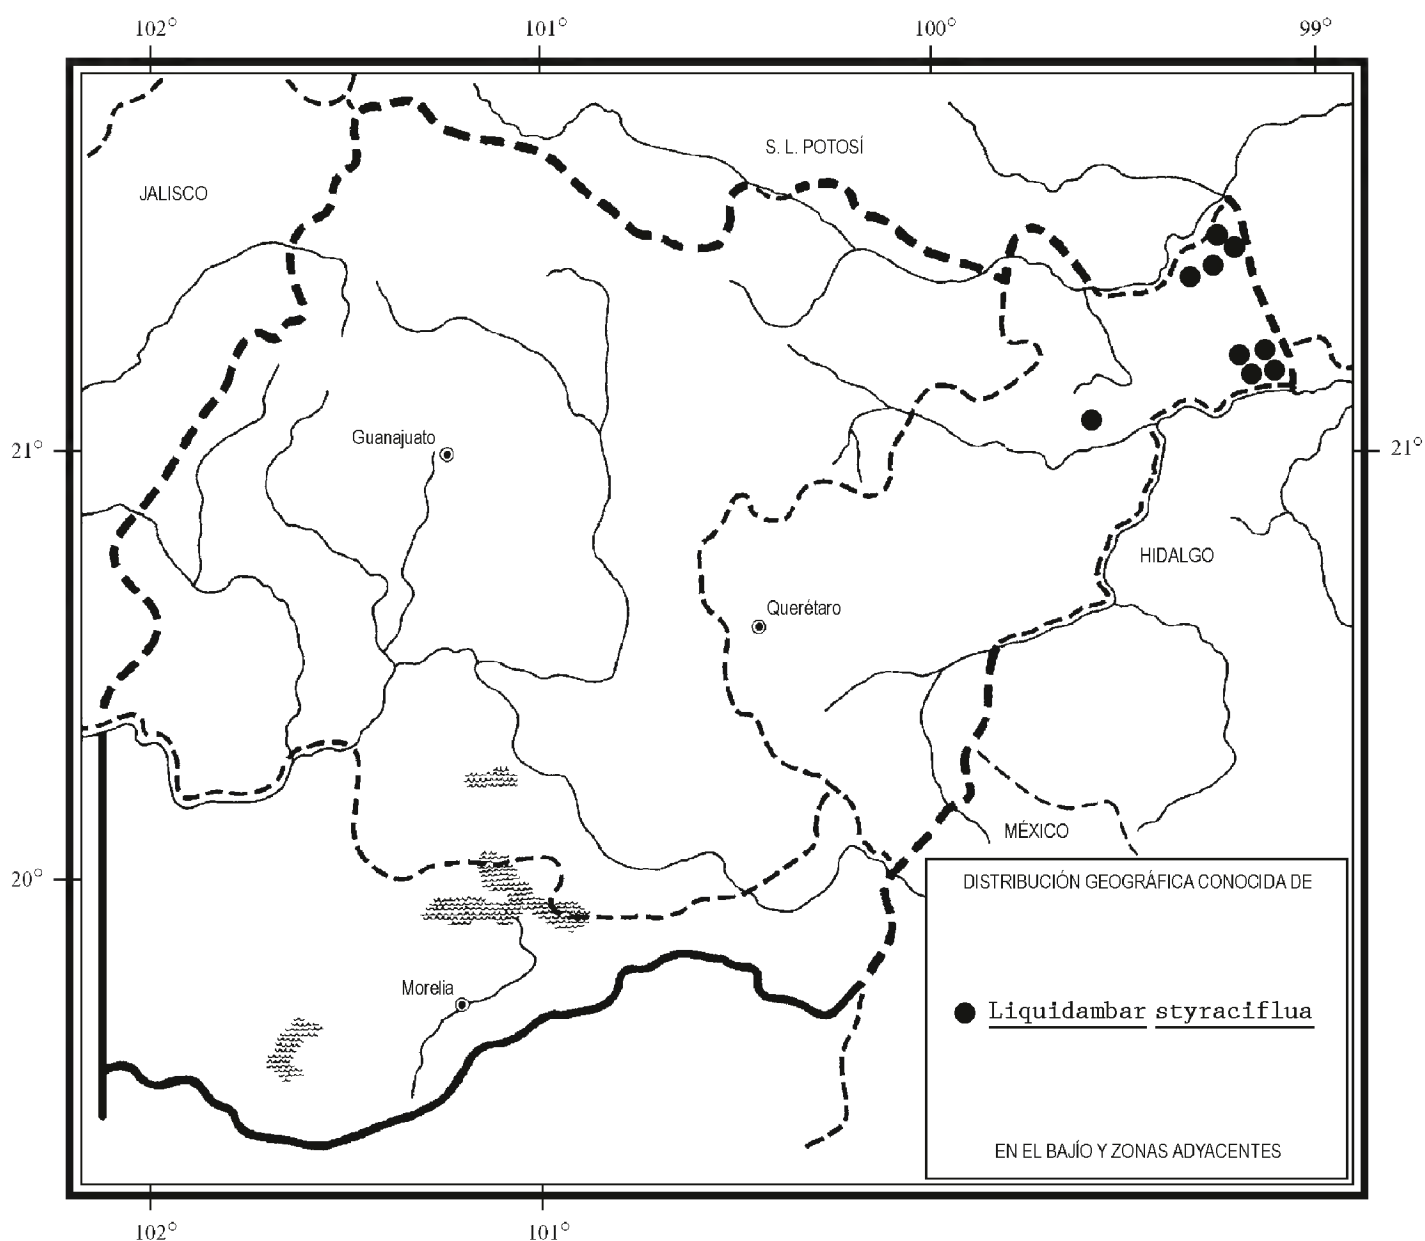 102° 101° 100° 99°
S. L. POTOSÍ
JALISCO
Guanajuato
21° 21°
HIDALGO
Querétaro
MÉXICO
20°
DISTRIBUCIÓN GEOGRÁFICA CONOCIDA DE
Morelia
Liquidambar styraciflua
EN EL BAJÍO Y ZONAS ADYACENTES
102° 101°